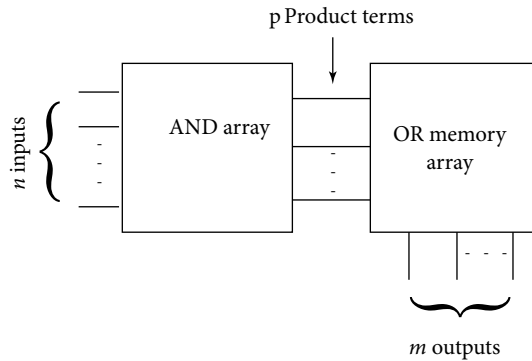 p Product terms
n inputs
AND array
OR memory
array
m outputs